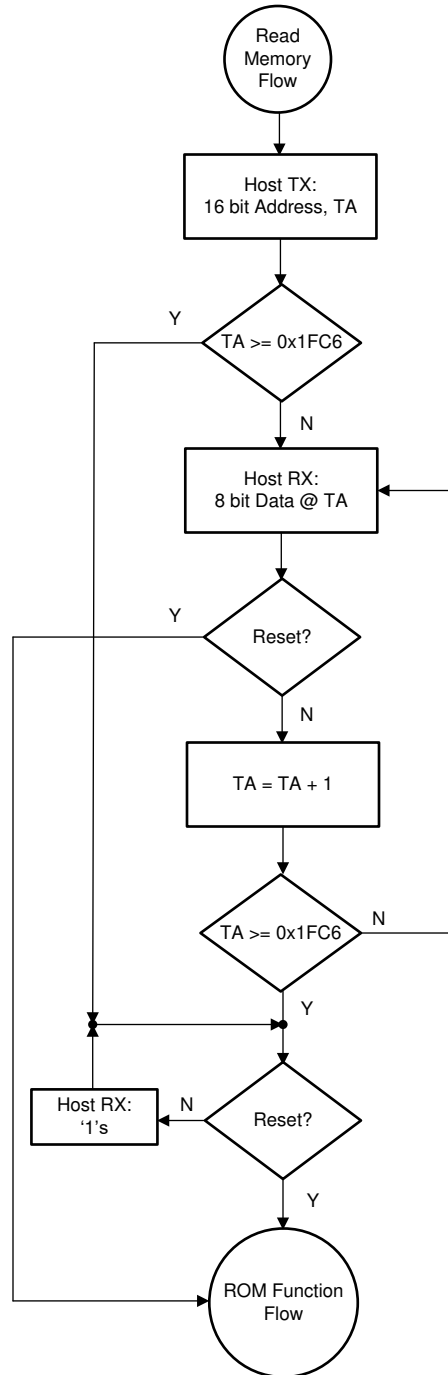 Read
Memory
Flow
Host TX:
16 bit Address, TA
Y
TA >= 0x1FC6
N
Host RX:
8 bit Data @ TA
Y
Reset?
N
TA = TA + 1
TA >= 0x1FC6
N
Y
Host RX:
‘1’s
N
Reset?
Y
ROM Function
Flow